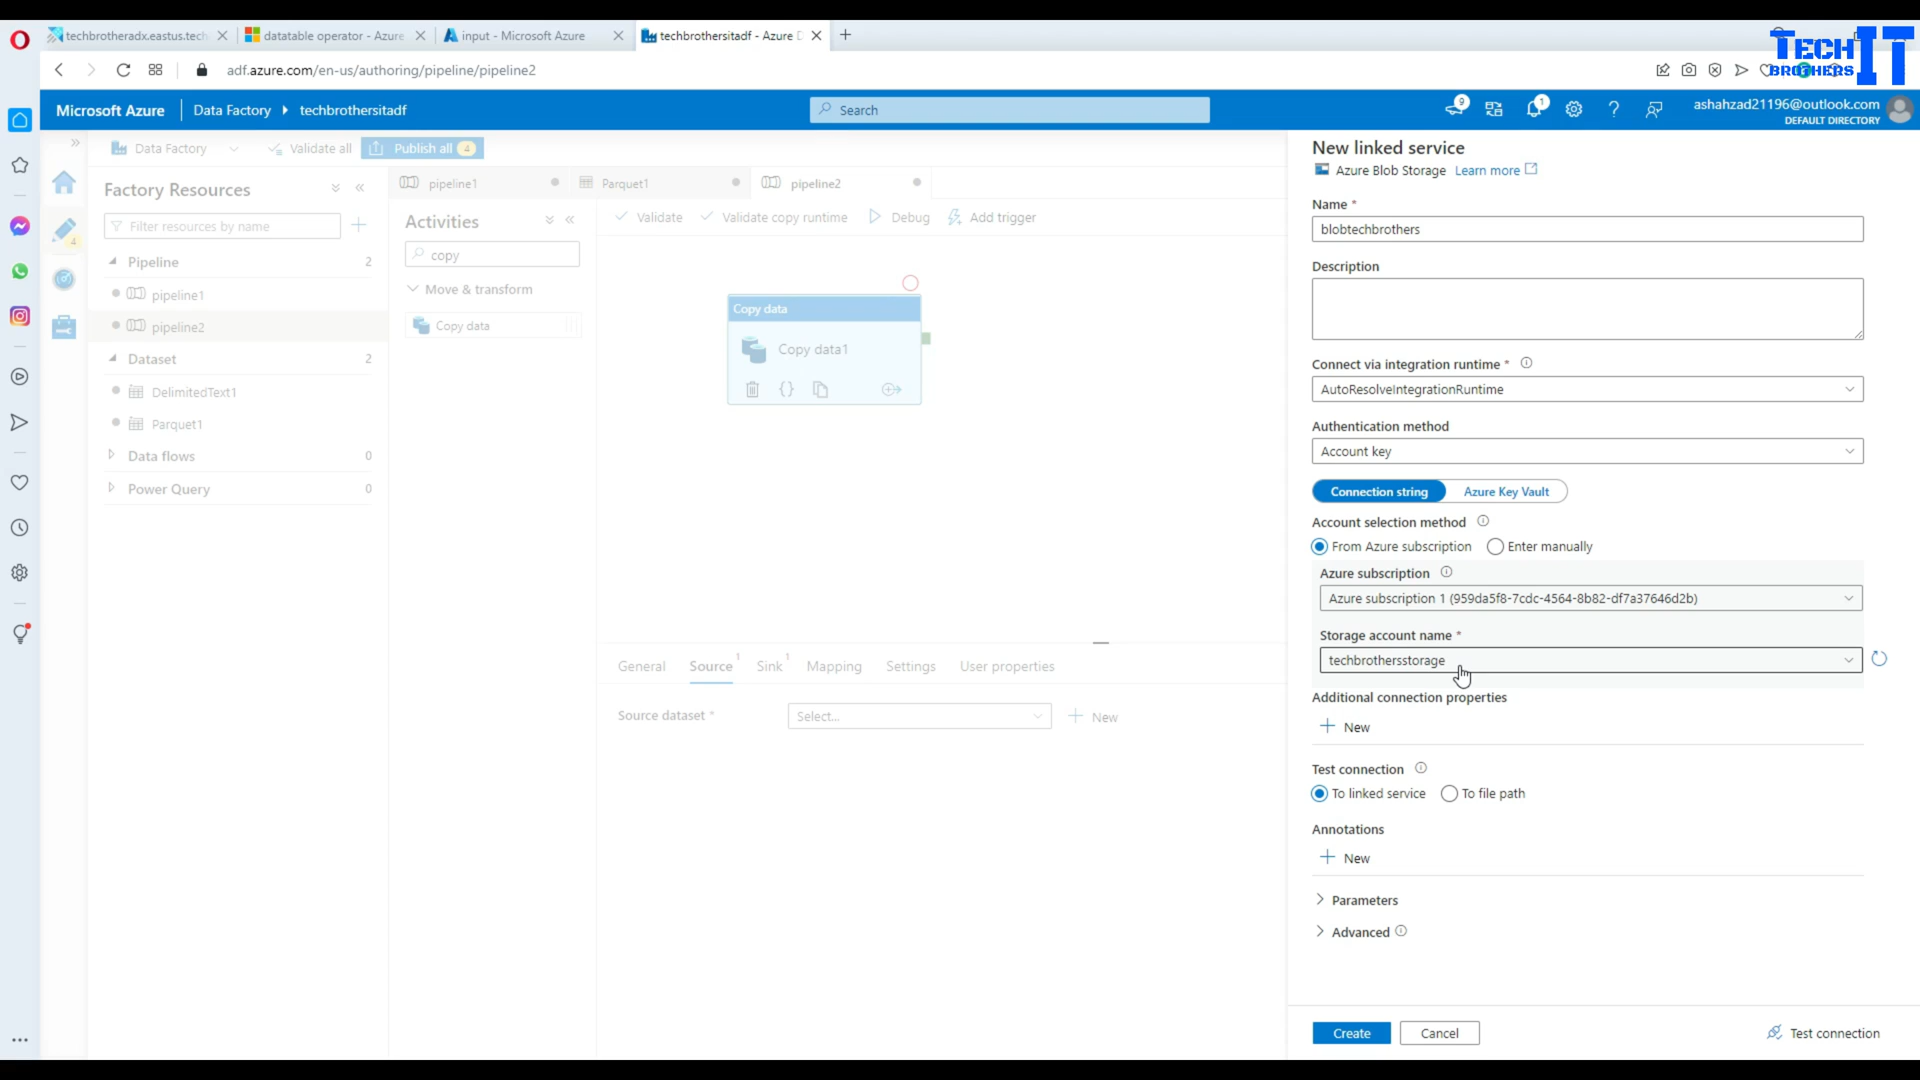 techbrotheradx.eastus.tech
datatable operator - Azure
input - Microsoft Azure
techbrothersitadf - Azure D
TECH
BROTHERS
IT
adf.azure.com/en-us/authoring/pipeline/pipeline2
Microsoft Azure
Data Factory
techbrothersitadf
Search
9
1
ashahzad21196@outlook.com
DEFAULT DIRECTORY
Data Factory
Validate all
Publish all
4
4
Factory Resources
Filter resources by name
Pipeline
2
pipeline1
pipeline2
Dataset
2
DelimitedText1
Parquet1
Data flows
0
Power Query
0
pipeline1
Parquet1
pipeline2
Activities
copy
Move & transform
Copy data
Validate
Validate copy runtime
Debug
Add trigger
Copy data
Copy data1
General
Source
1
Sink
1
Mapping
Settings
User properties
Source dataset *
Select...
New
New linked service
Azure Blob Storage
Learn more
Name *
blobtechbrothers
Description
Connect via integration runtime *
AutoResolveIntegrationRuntime
Authentication method
Account key
Connection string
Azure Key Vault
Account selection method
From Azure subscription
Enter manually
Azure subscription
Azure subscription 1 (959da5f8-7cdc-4564-8b82-df7a37646d2b)
Storage account name *
techbrothersstorage
Additional connection properties
New
Test connection
To linked service
To file path
Annotations
New
Parameters
Advanced
Create
Cancel
Test connection